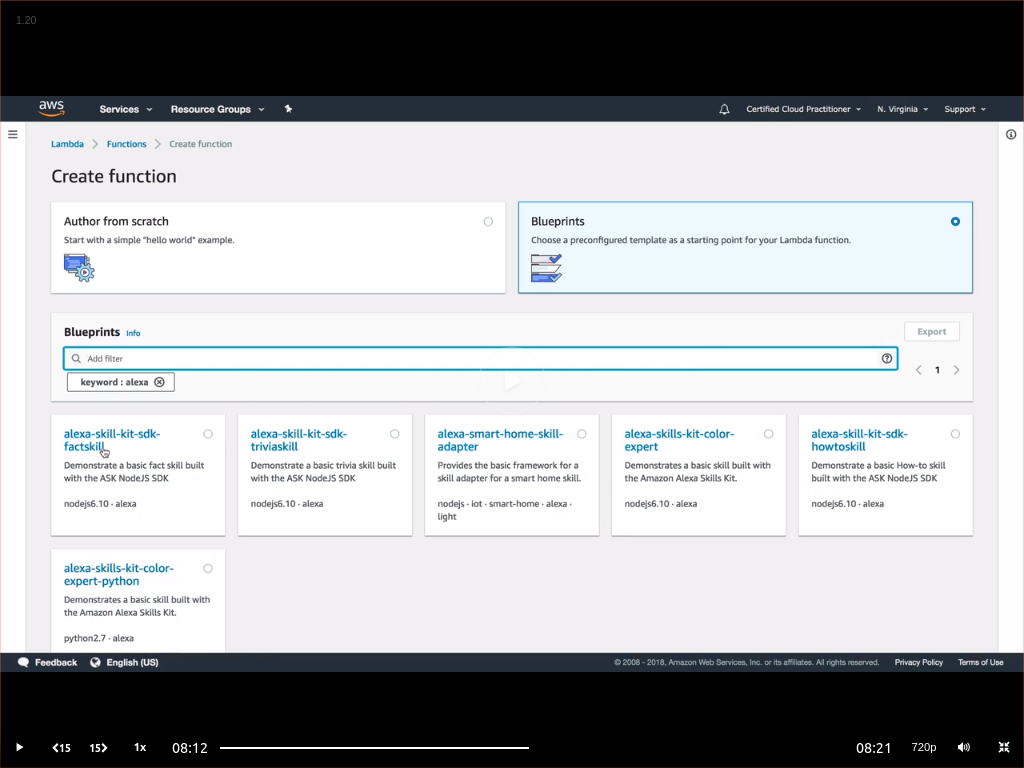 1.20
aws Services Resource Groups Certified Cloud Practitioner N. Virginia Support
Lambda Functions Create function
Create function
Author from scratch
Start with a simple "hello world" example.
Blueprints
Choose a preconfigured template as a starting point for your Lambda function.
Blueprints Info
Export
Add filter
keyword : alexa
1
alexa-skill-kit-sdk-
factskill
Demonstrate a basic fact skill built
with the ASK NodeJS SDK
nodejs6.10 · alexa
alexa-skill-kit-sdk-
triviaskill
Demonstrate a basic trivia skill built
with the ASK NodeJS SDK
nodejs6.10 · alexa
alexa-smart-home-skill-
adapter
Provides the basic framework for a
skill adapter for a smart home skill.
nodejs · iot · smart-home · alexa ·
light
alexa-skills-kit-color-
expert
Demonstrates a basic skill built with
the Amazon Alexa Skills Kit.
nodejs6.10 · alexa
alexa-skill-kit-sdk-
howtoskill
Demonstrate a basic How-to skill
built with the ASK NodeJS SDK
nodejs6.10 · alexa
alexa-skills-kit-color-
expert-python
Demonstrates a basic skill built with
the Amazon Alexa Skills Kit.
python2.7 · alexa
Feedback English (US) © 2008 - 2018, Amazon Web Services, Inc. or its affiliates. All rights reserved. Privacy Policy Terms of Use
15 15 1x 08:12 08:21 720p